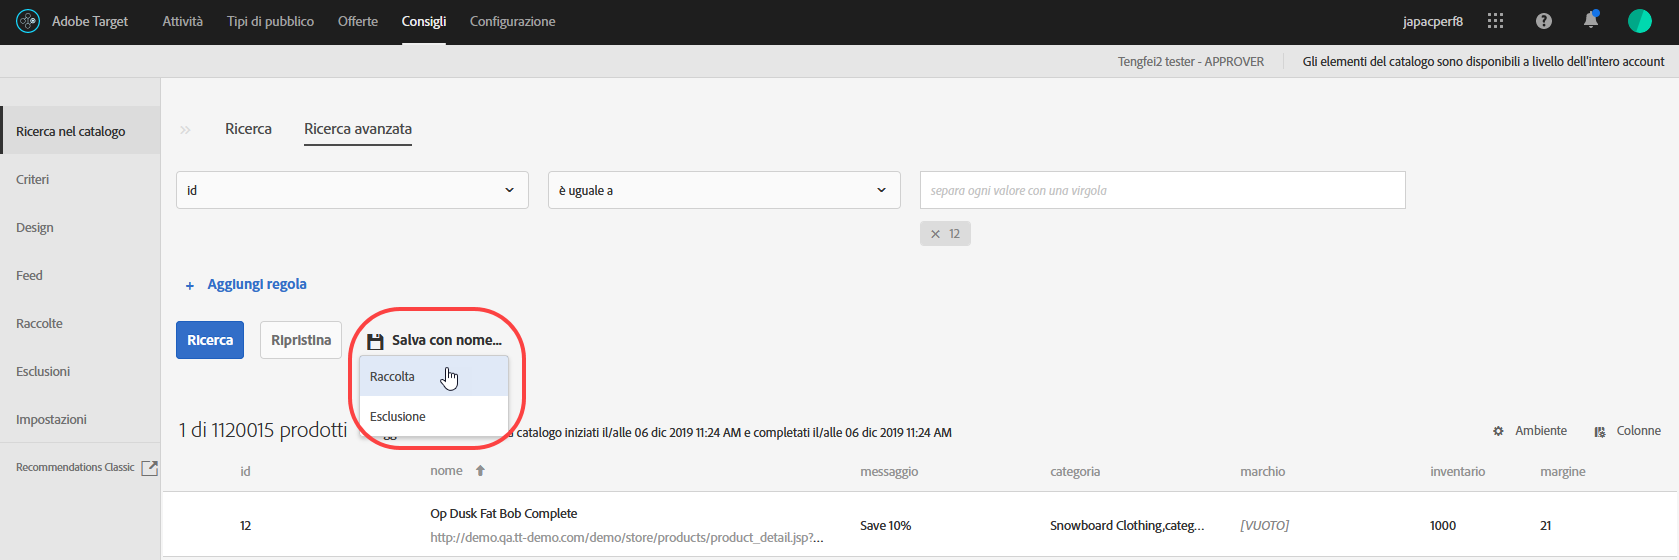 Adobe Target Attività Tipi di pubblico Offerte Consigli Configurazione japacperf8
Tengfei2 tester - APPROVER Gli elementi del catalogo sono disponibili a livello dell'intero account
Ricerca nel catalogo
Criteri
Design
Feed
Raccolte
Esclusioni
Impostazioni
Recommendations Classic
Ricerca Ricerca avanzata
id è uguale a separa ogni valore con una virgola
12
+ Aggiungi regola
Ricerca Ripristina Salva con nome...
Raccolta
Esclusione
1 di 1120015 prodotti catalogo iniziati il/alle 06 dic 2019 11:24 AM e completati il/alle 06 dic 2019 11:24 AM Ambiente Colonne
id nome messaggio categoria marchio inventario margine
12 Op Dusk Fat Bob Complete Save 10% Snowboard Clothing,categ... [VUOTO] 1000 21
http://demo.qa.tt-demo.com/demo/store/products/product_detail.jsp?...